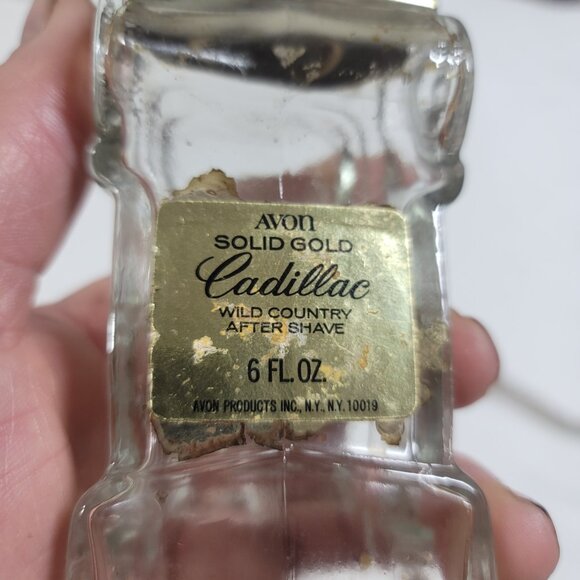 AVON
SOLID GOLD
Cadillac
WILD COUNTRY
AFTER SHAVE
6 FL. OZ.
AVON PRODUCTS INC., N.Y., N.Y. 10019